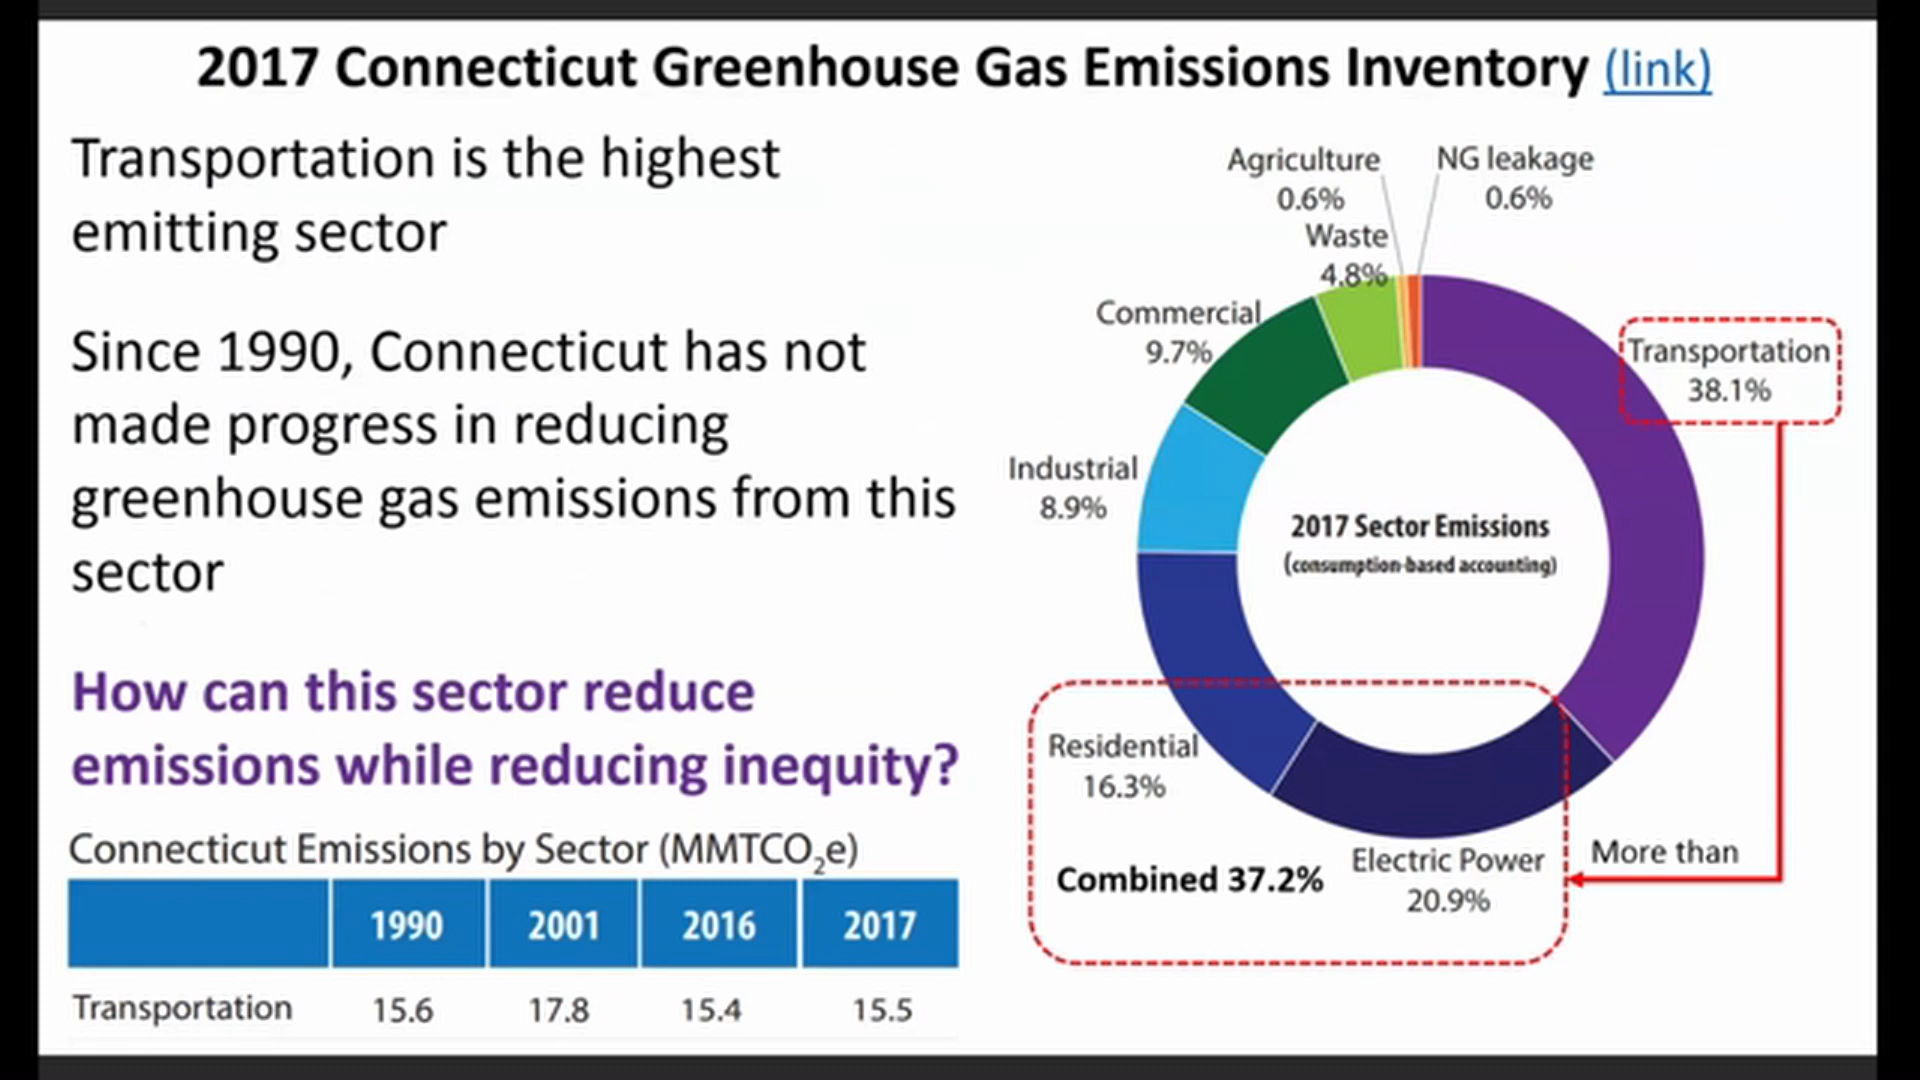 2017 Connecticut Greenhouse Gas Emissions Inventory (link)
Transportation is the highest
emitting sector
Since 1990, Connecticut has not
made progress in reducing
greenhouse gas emissions from this
sector
How can this sector reduce
emissions while reducing inequity?
Connecticut Emissions by Sector (MMTCO₂e)
1990 2001 2016 2017
Transportation 15.6 17.8 15.4 15.5
Agriculture
0.6%
NG leakage
0.6%
Waste
4.8%
Commercial
9.7%
Transportation
38.1%
Industrial
8.9%
2017 Sector Emissions
(consumption-based accounting)
Residential
16.3%
Combined 37.2%
Electric Power
20.9%
More than